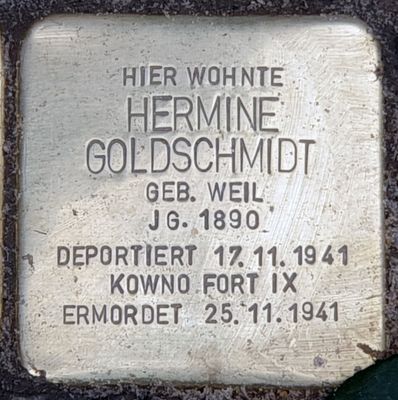 HIER WOHNTE
HERMINE
GOLDSCHMIDT
GEB. WEIL
JG. 1890
DEPORTIERT 17.11.1941
KOWNO FORT IX
ERMORDET 25.11.1941